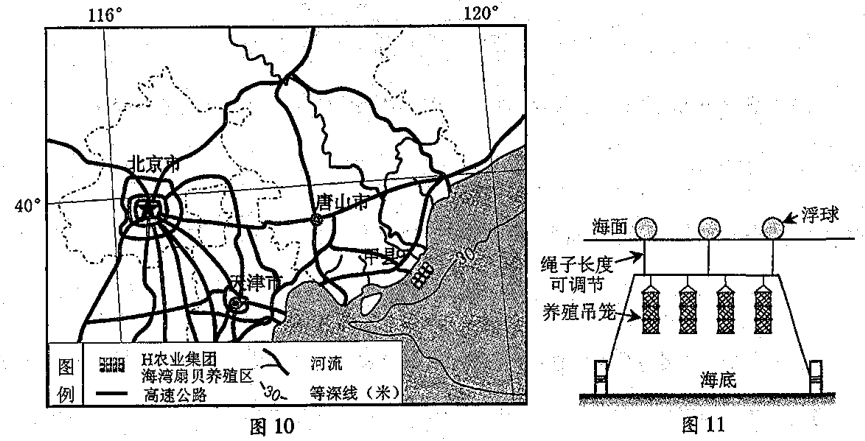 116°
120°
北京市
40°
唐山市
甲县
30
天津市
图例
H农业集团
海湾扇贝养殖区
高速公路
河流
30
等深线（米）
图 10
海面
浮球
绳子长度
可调节
养殖吊笼
海底
图 11